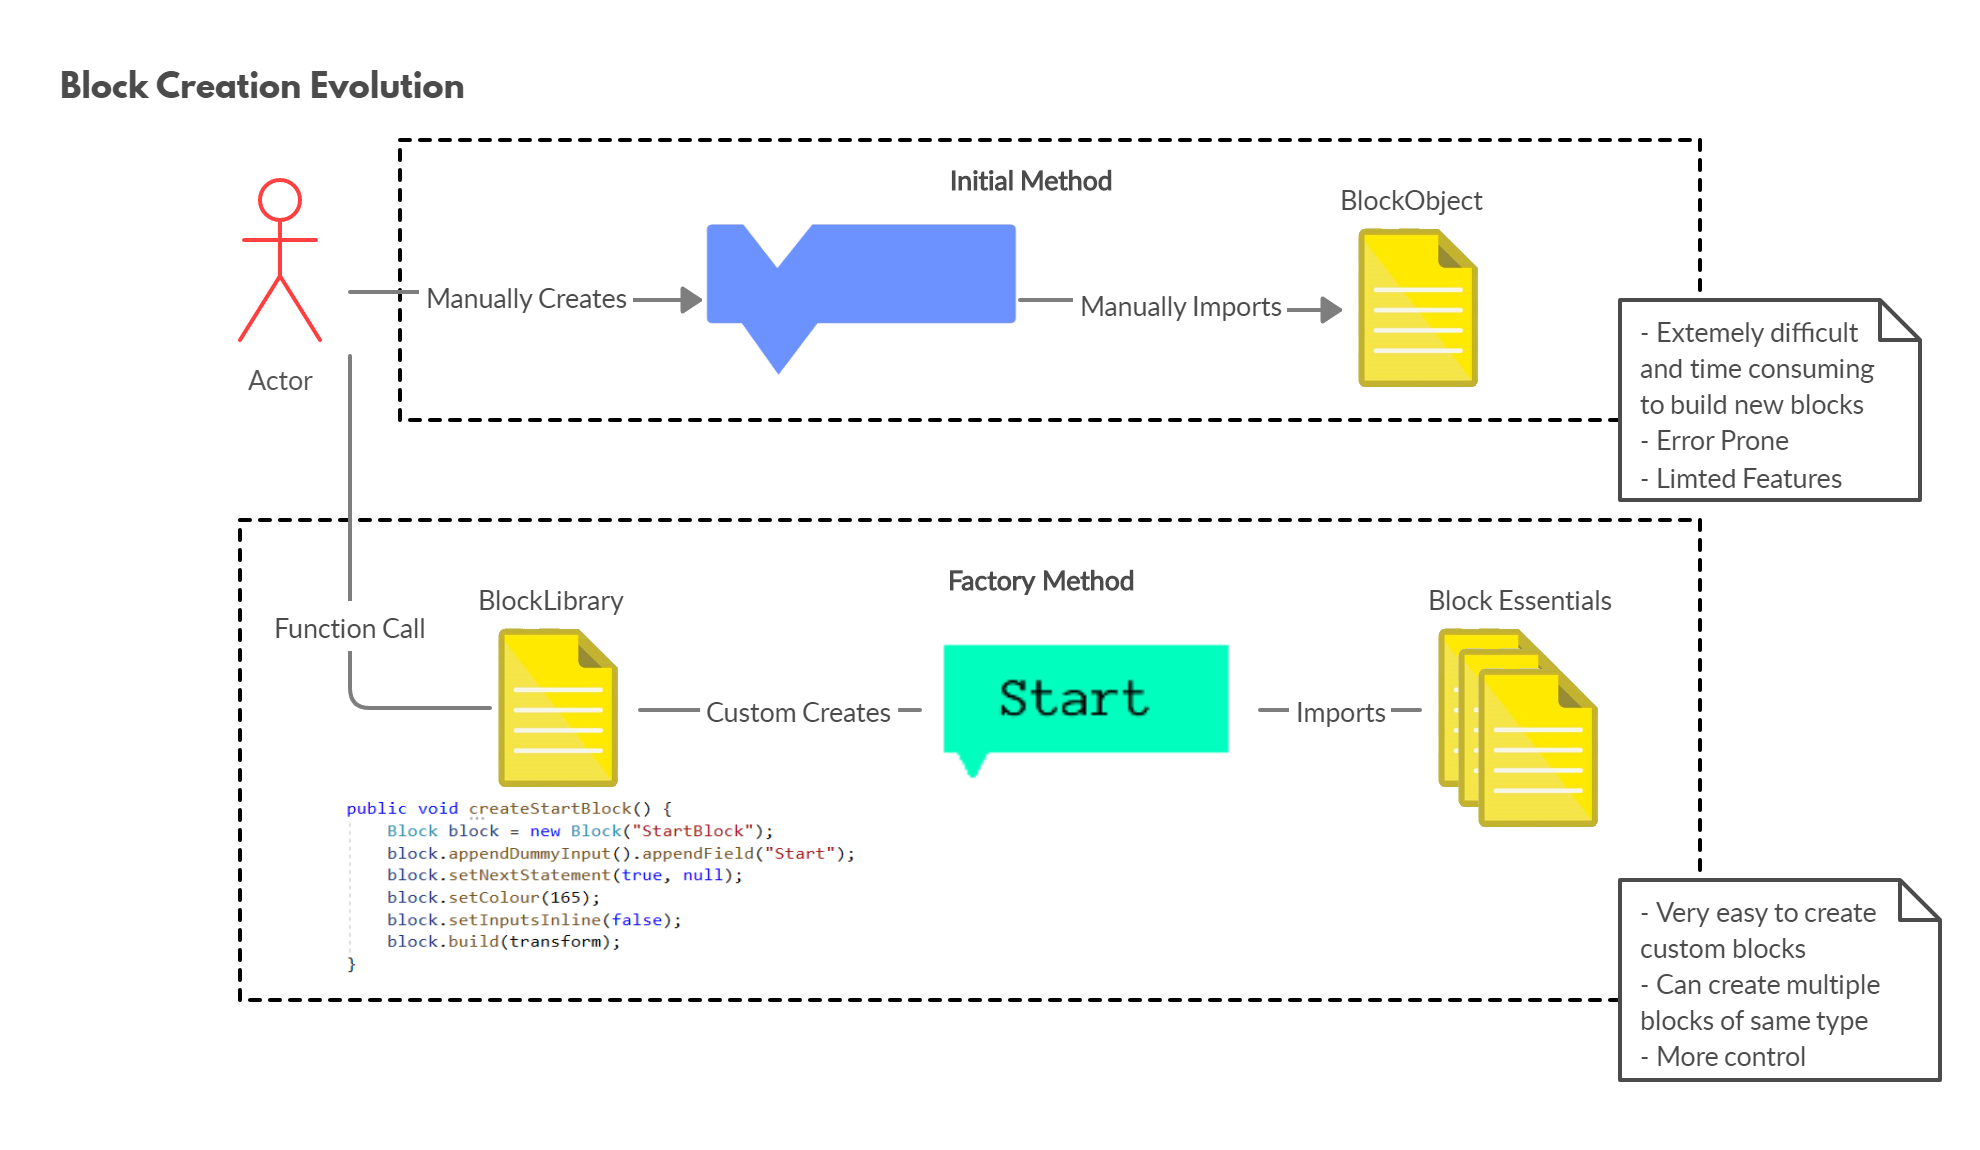 Block Creation Evolution
Initial Method
BlockObject
Manually Creates
Manually Imports
Actor
- Extemely difficult
and time consuming
to build new blocks
- Error Prone
- Limted Features
Factory Method
BlockLibrary
Block Essentials
Function Call
Custom Creates
Start
Imports
public void createStartBlock() {
    Block block = new Block("StartBlock");
    block.appendDummyInput().appendField("Start");
    block.setNextStatement(true, null);
    block.setColour(165);
    block.setInputsInline(false);
    block.build(transform);
}
- Very easy to create
custom blocks
- Can create multiple
blocks of same type
- More control